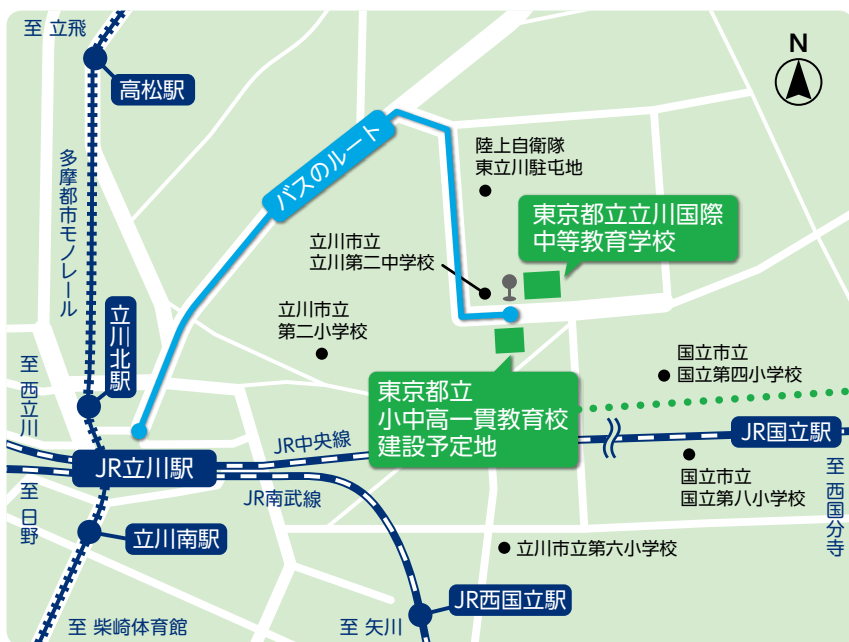 至 立飛
N
高松駅
多摩都市モノレール
バスのルート
陸上自衛隊
東立川駐屯地
東京都立立川国際
中等教育学校
立川市立
立川第二中学校
立川市立
第二小学校
立川北駅
至 西立川
国立市立
国立第四小学校
東京都立
小中高一貫教育校
建設予定地
JR中央線
JR国立駅
JR立川駅
JR南武線
国立市立
国立第八小学校
至 日野
至 西国分寺
立川南駅
立川市立第六小学校
JR西国立駅
至 柴崎体育館
至 矢川